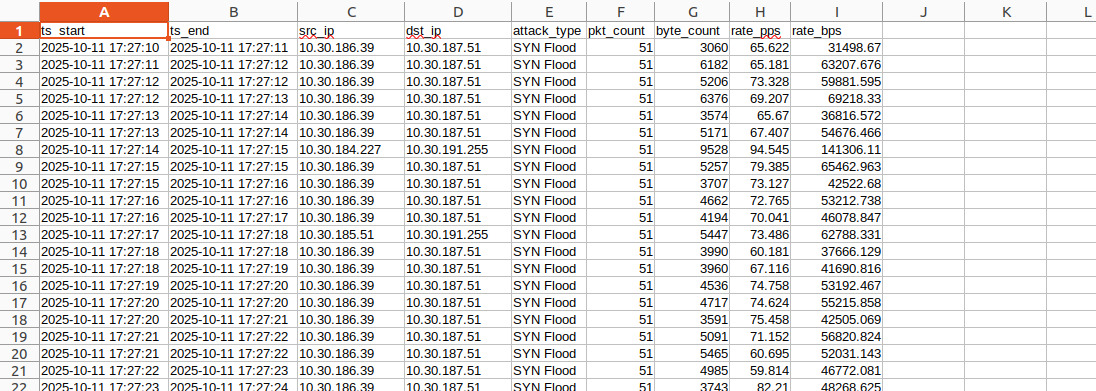 A B C D E F G H I J K L
1 ts_start ts_end src_ip dst_ip attack_type pkt_count byte_count rate_pps rate_bps
2 2025-10-11 17:27:10 2025-10-11 17:27:11 10.30.186.39 10.30.187.51 SYN Flood 51 3060 65.622 31498.67
3 2025-10-11 17:27:11 2025-10-11 17:27:12 10.30.186.39 10.30.187.51 SYN Flood 51 6182 65.181 63207.676
4 2025-10-11 17:27:12 2025-10-11 17:27:12 10.30.186.39 10.30.187.51 SYN Flood 51 5206 73.328 59881.595
5 2025-10-11 17:27:12 2025-10-11 17:27:13 10.30.186.39 10.30.187.51 SYN Flood 51 6376 69.207 69218.33
6 2025-10-11 17:27:13 2025-10-11 17:27:14 10.30.186.39 10.30.187.51 SYN Flood 51 3574 65.67 36816.572
7 2025-10-11 17:27:13 2025-10-11 17:27:14 10.30.186.39 10.30.187.51 SYN Flood 51 5171 67.407 54676.466
8 2025-10-11 17:27:14 2025-10-11 17:27:15 10.30.184.227 10.30.191.255 SYN Flood 51 9528 94.545 141306.11
9 2025-10-11 17:27:15 2025-10-11 17:27:15 10.30.186.39 10.30.187.51 SYN Flood 51 5257 79.385 65462.963
10 2025-10-11 17:27:15 2025-10-11 17:27:16 10.30.186.39 10.30.187.51 SYN Flood 51 3707 73.127 42522.68
11 2025-10-11 17:27:16 2025-10-11 17:27:16 10.30.186.39 10.30.187.51 SYN Flood 51 4662 72.765 53212.738
12 2025-10-11 17:27:16 2025-10-11 17:27:17 10.30.186.39 10.30.187.51 SYN Flood 51 4194 70.041 46078.847
13 2025-10-11 17:27:17 2025-10-11 17:27:18 10.30.185.51 10.30.191.255 SYN Flood 51 5447 73.486 62788.331
14 2025-10-11 17:27:18 2025-10-11 17:27:18 10.30.186.39 10.30.187.51 SYN Flood 51 3990 60.181 37666.129
15 2025-10-11 17:27:18 2025-10-11 17:27:19 10.30.186.39 10.30.187.51 SYN Flood 51 3960 67.116 41690.816
16 2025-10-11 17:27:19 2025-10-11 17:27:20 10.30.186.39 10.30.187.51 SYN Flood 51 4536 74.758 53192.467
17 2025-10-11 17:27:20 2025-10-11 17:27:20 10.30.186.39 10.30.187.51 SYN Flood 51 4717 74.624 55215.858
18 2025-10-11 17:27:20 2025-10-11 17:27:21 10.30.186.39 10.30.187.51 SYN Flood 51 3591 75.458 42505.069
19 2025-10-11 17:27:21 2025-10-11 17:27:22 10.30.186.39 10.30.187.51 SYN Flood 51 5091 71.152 56820.824
20 2025-10-11 17:27:21 2025-10-11 17:27:22 10.30.186.39 10.30.187.51 SYN Flood 51 5465 60.695 52031.143
21 2025-10-11 17:27:22 2025-10-11 17:27:23 10.30.186.39 10.30.187.51 SYN Flood 51 4985 59.814 46772.081
22 2025-10-11 17:27:23 2025-10-11 17:27:24 10.30.186.39 10.30.187.51 SYN Flood 51 3743 82.21 48268.625